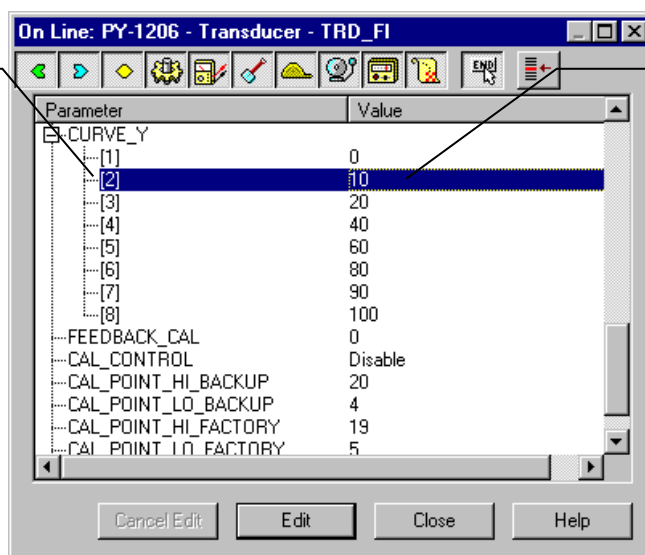 On Line: PY-1206 - Transducer - TRD_FI
END
Parameter Value
CURVE_Y
[1] 0
[2] 10
[3] 20
[4] 40
[5] 60
[6] 80
[7] 90
[8] 100
FEEDBACK_CAL 0
CAL_CONTROL Disable
CAL_POINT_HI_BACKUP 20
CAL_POINT_LO_BACKUP 4
CAL_POINT_HI_FACTORY 19
CAL_POINT_LO_FACTORY 5
Cancel Edit Edit Close Help